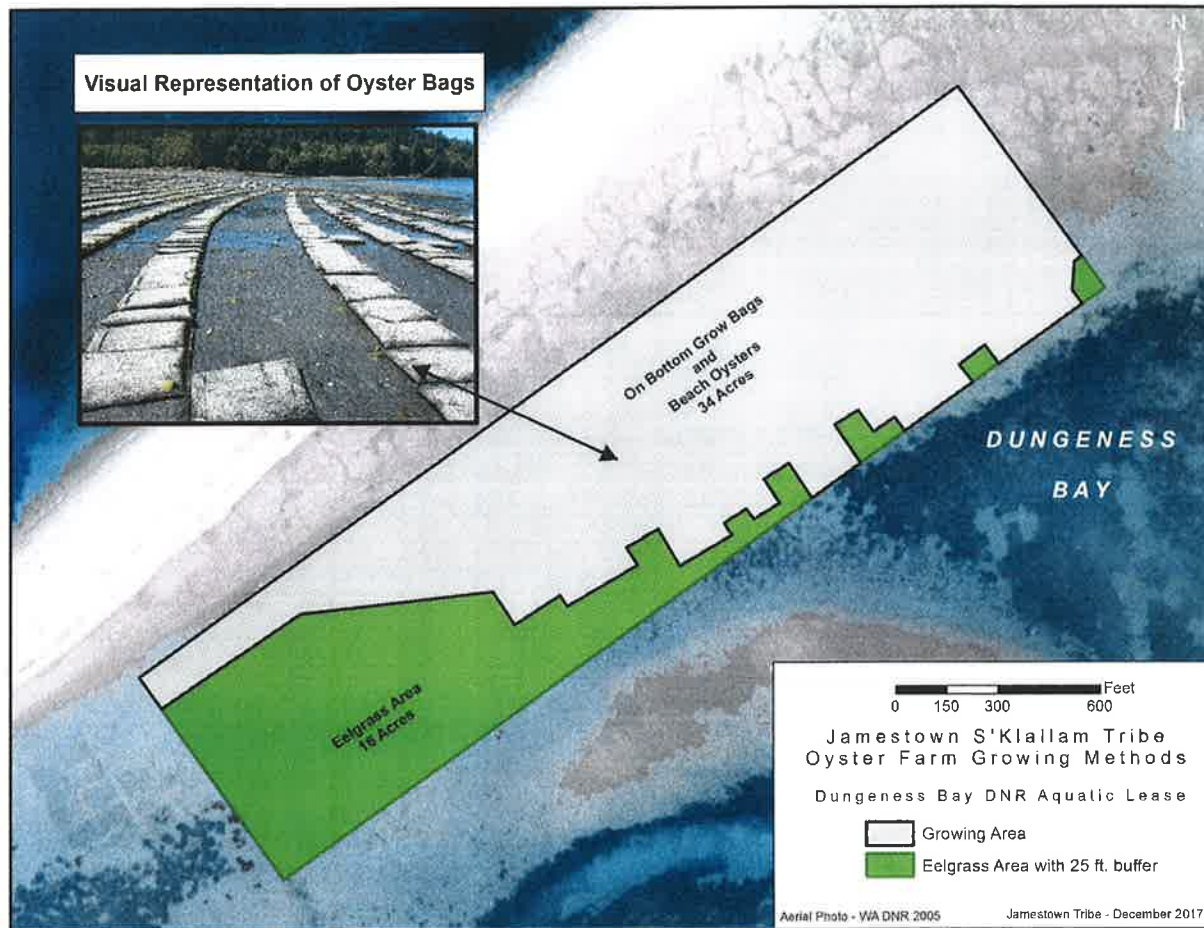 Visual Representation of Oyster Bags
N
On Bottom Grow Bags
and
Beach Oysters
34 Acres
DUNGENESS
BAY
Eelgrass Area
16 Acres
Feet
0 150 300 600
Jamestown S'Klallam Tribe
Oyster Farm Growing Methods
Dungeness Bay DNR Aquatic Lease
Growing Area
Eelgrass Area with 25 ft. buffer
Aerial Photo - WA DNR 2005 Jamestown Tribe - December 2017